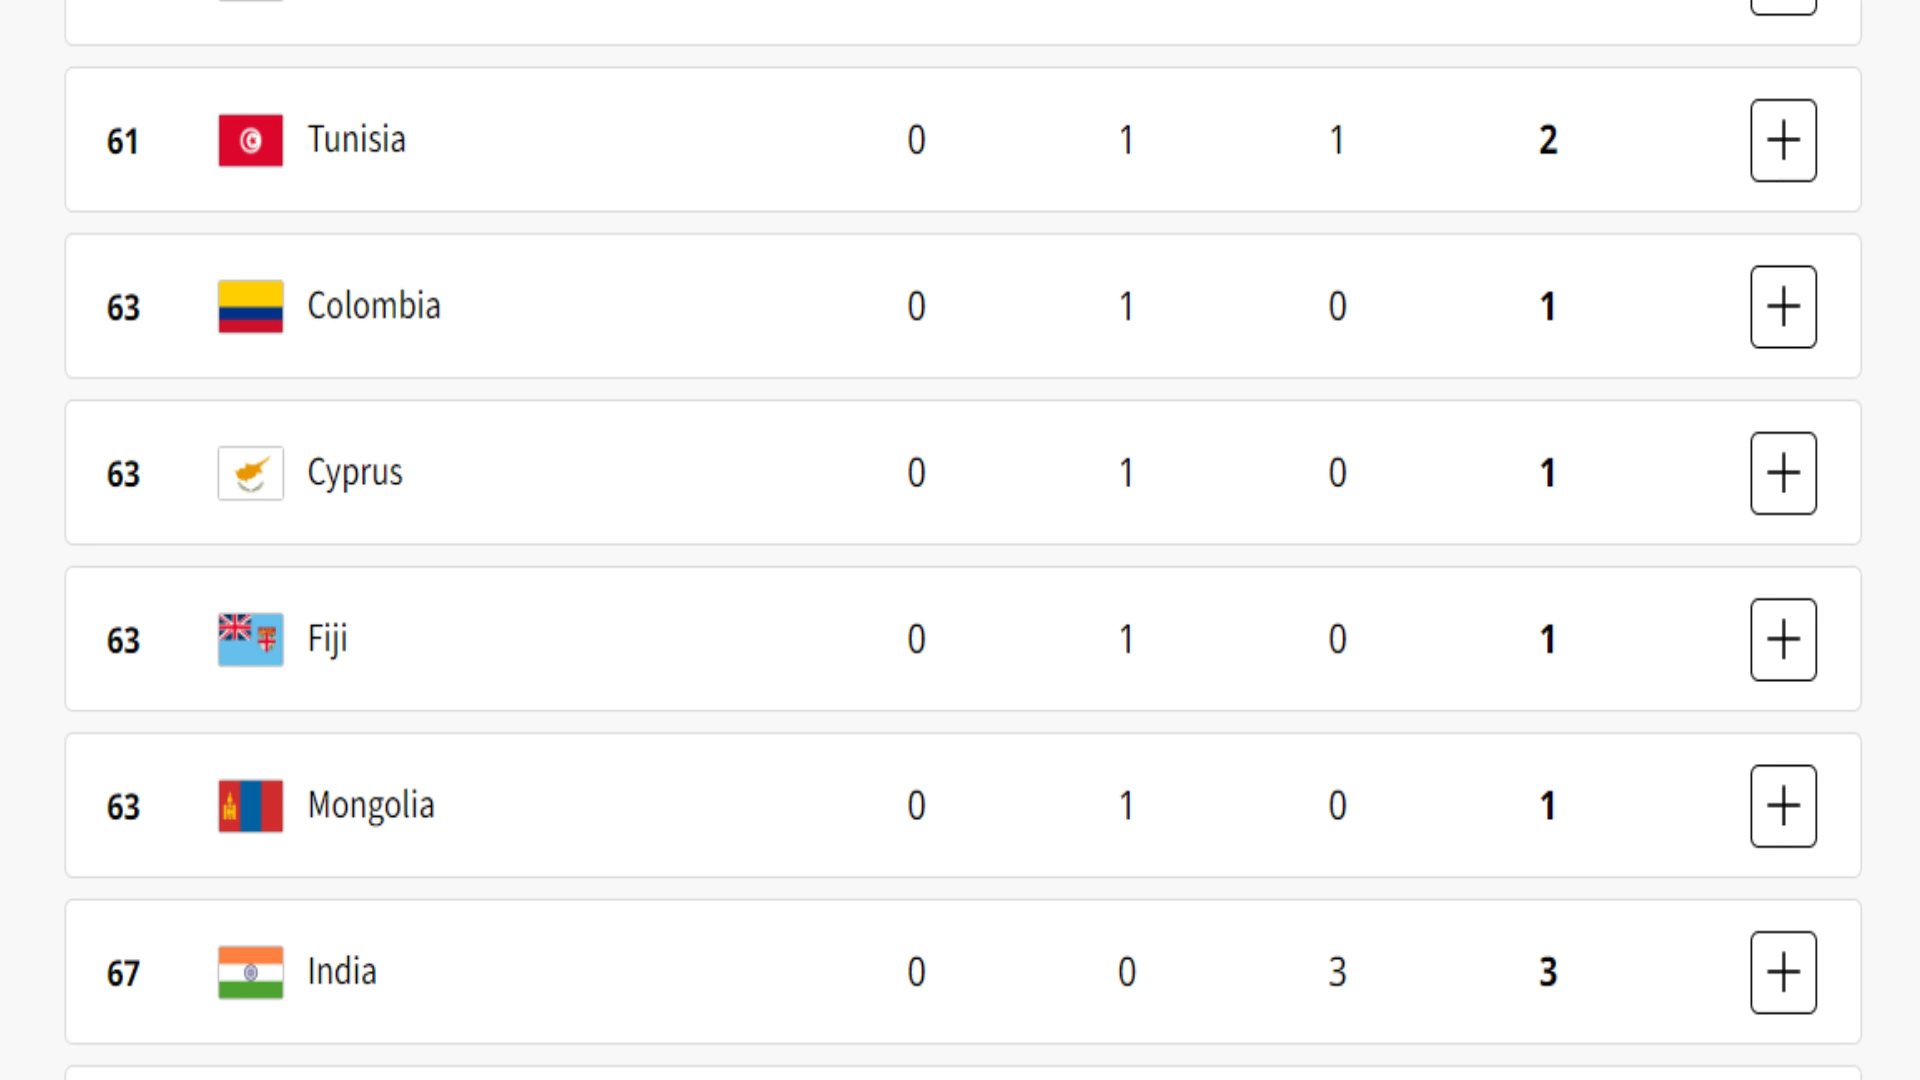 61 Tunisia 0 1 1 2
63 Colombia 0 1 0 1
63 Cyprus 0 1 0 1
63 Fiji 0 1 0 1
63 Mongolia 0 1 0 1
67 India 0 0 3 3